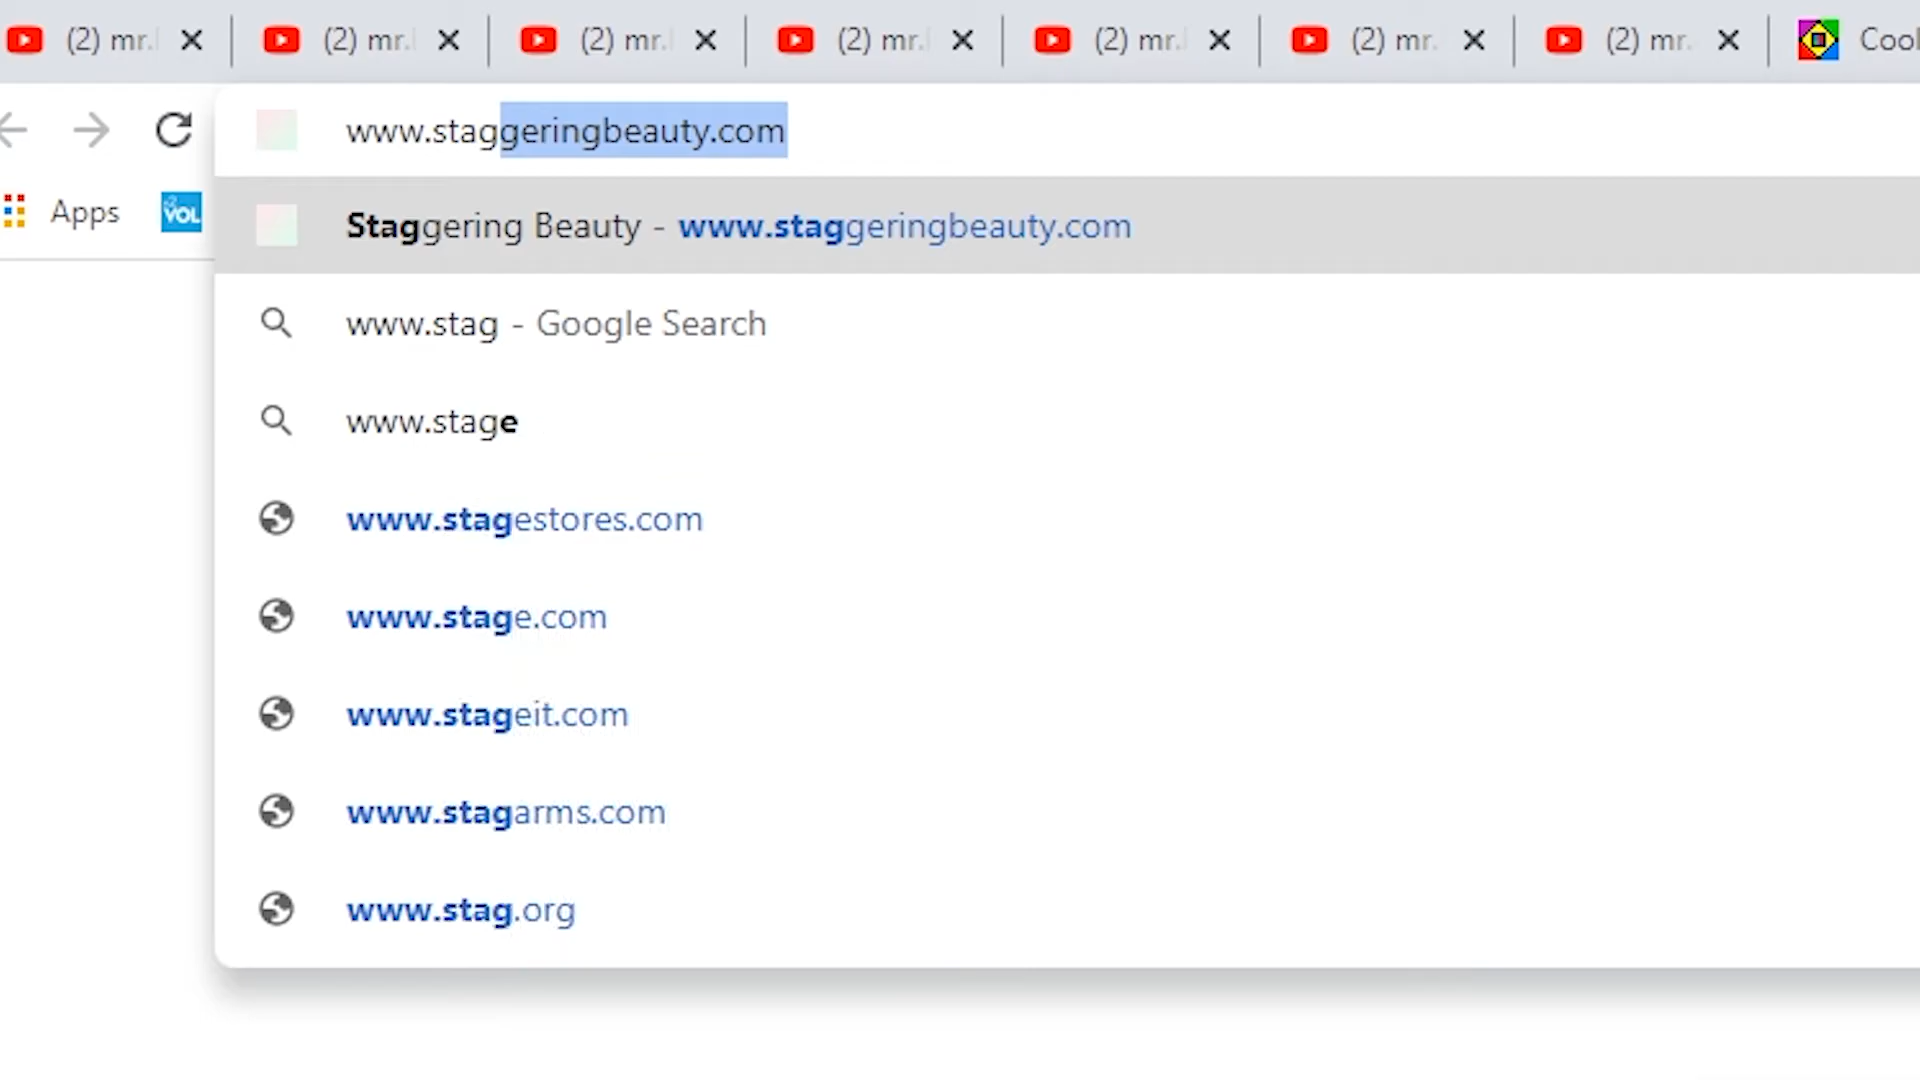 (2) mr. (2) mr. (2) mr. (2) mr. (2) mr. (2) mr. (2) mr. Cool
www.staggeringbeauty.com
Apps VOL
Staggering Beauty - www.staggeringbeauty.com
www.stag - Google Search
www.stage
www.stagestores.com
www.stage.com
www.stageit.com
www.stagarms.com
www.stag.org